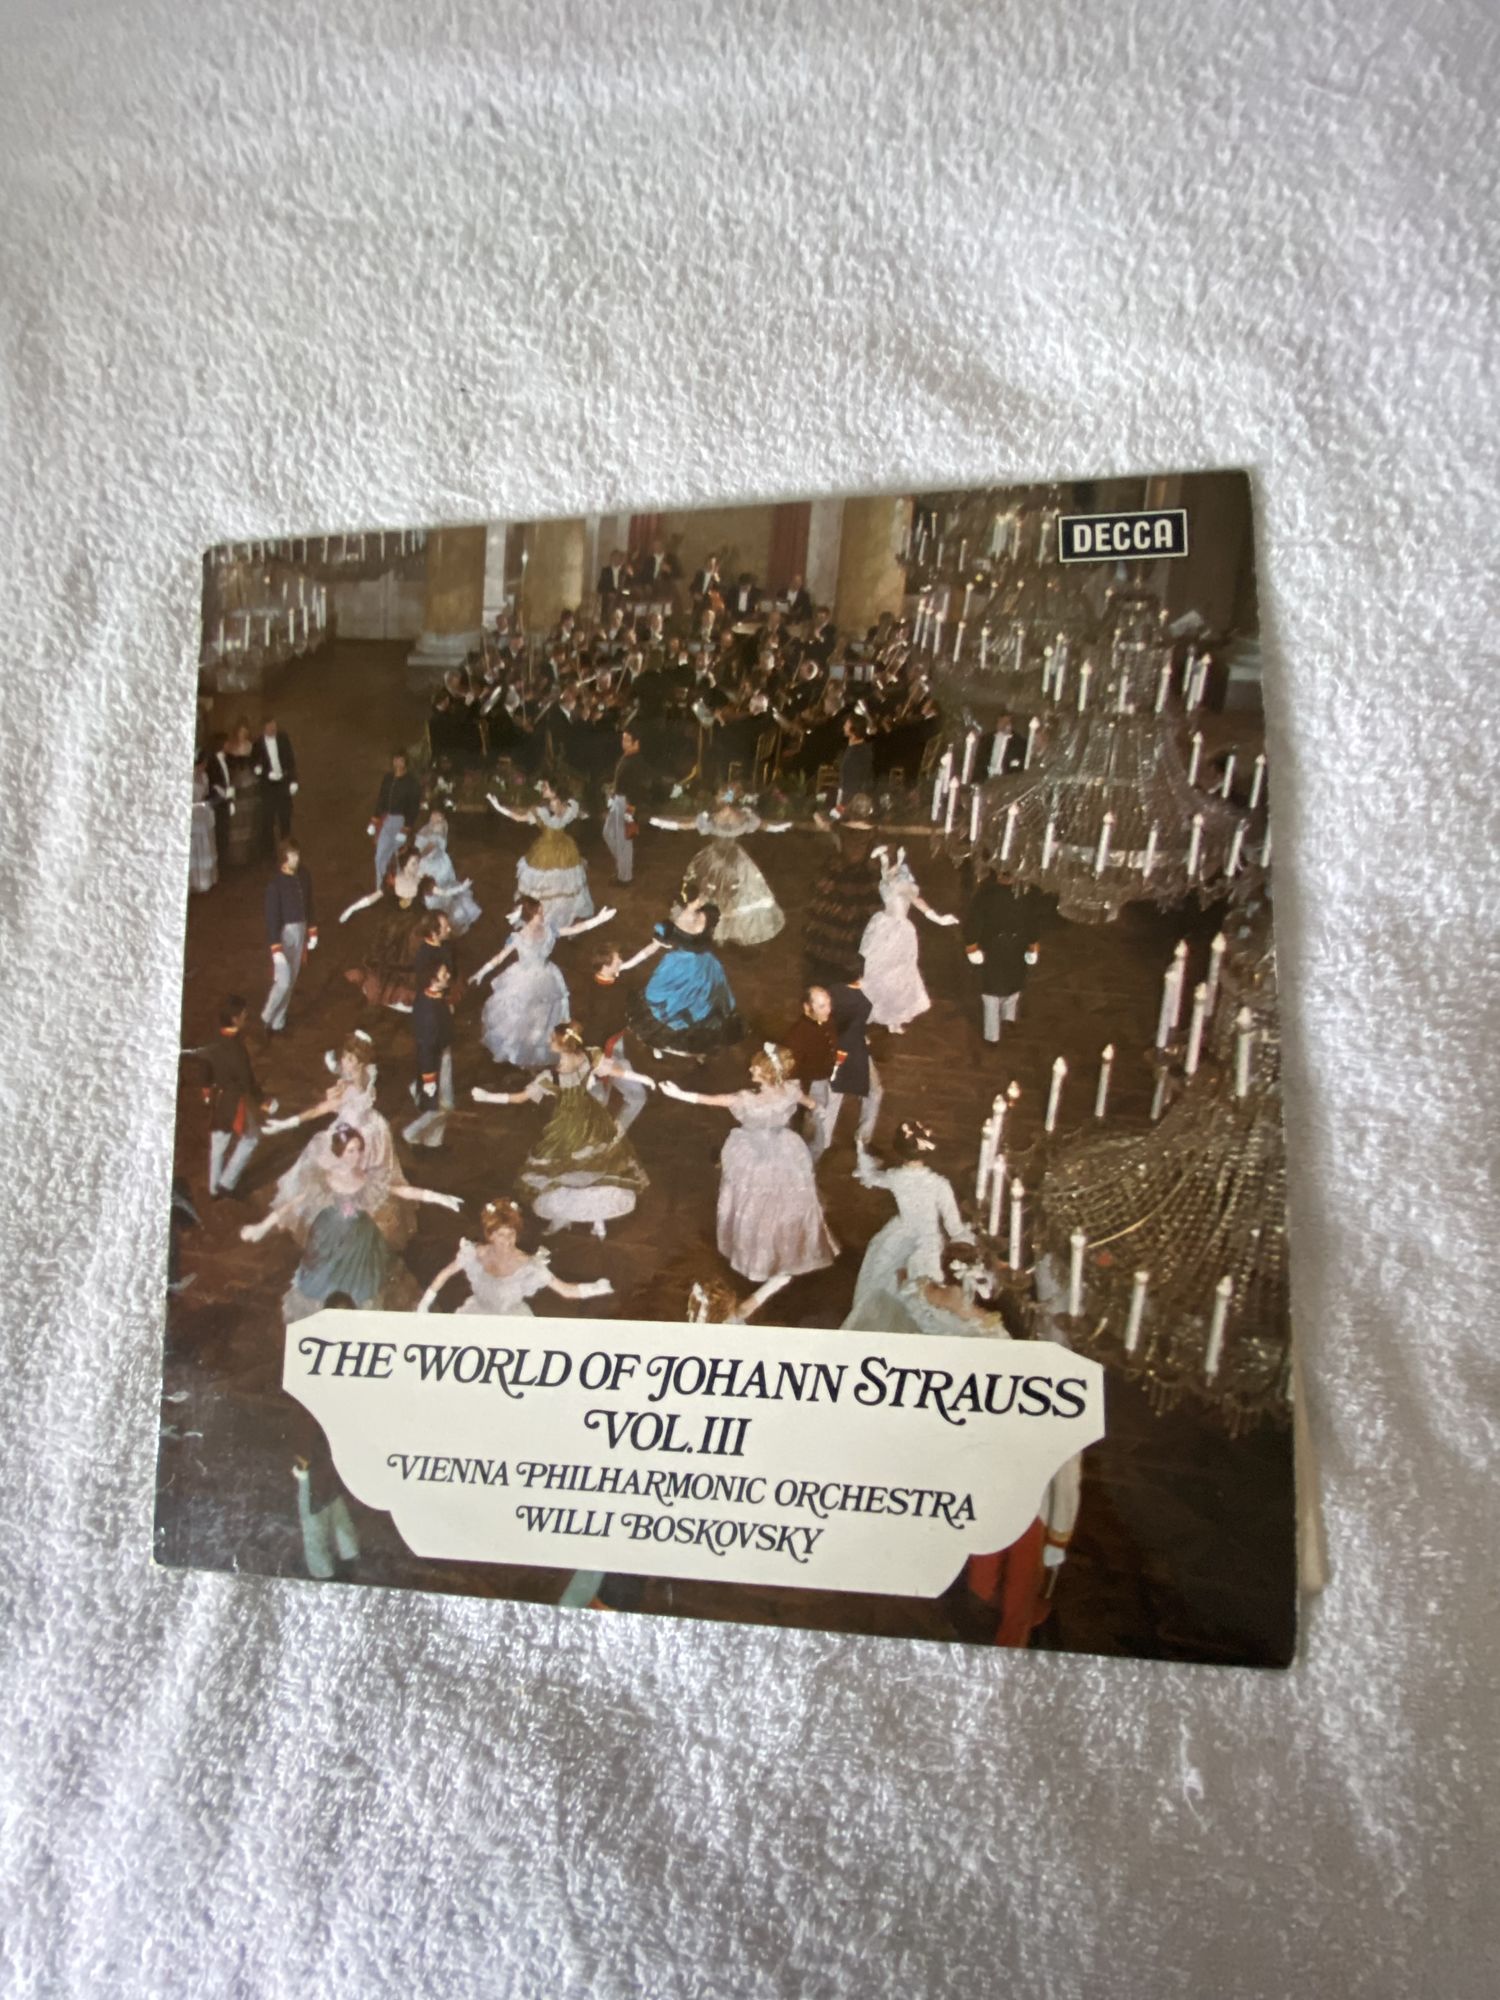 DECCA
THE WORLD OF JOHANN STRAUSS
VOL. III
VIENNA PHILHARMONIC ORCHESTRA
WILLI BOSKOVSKY